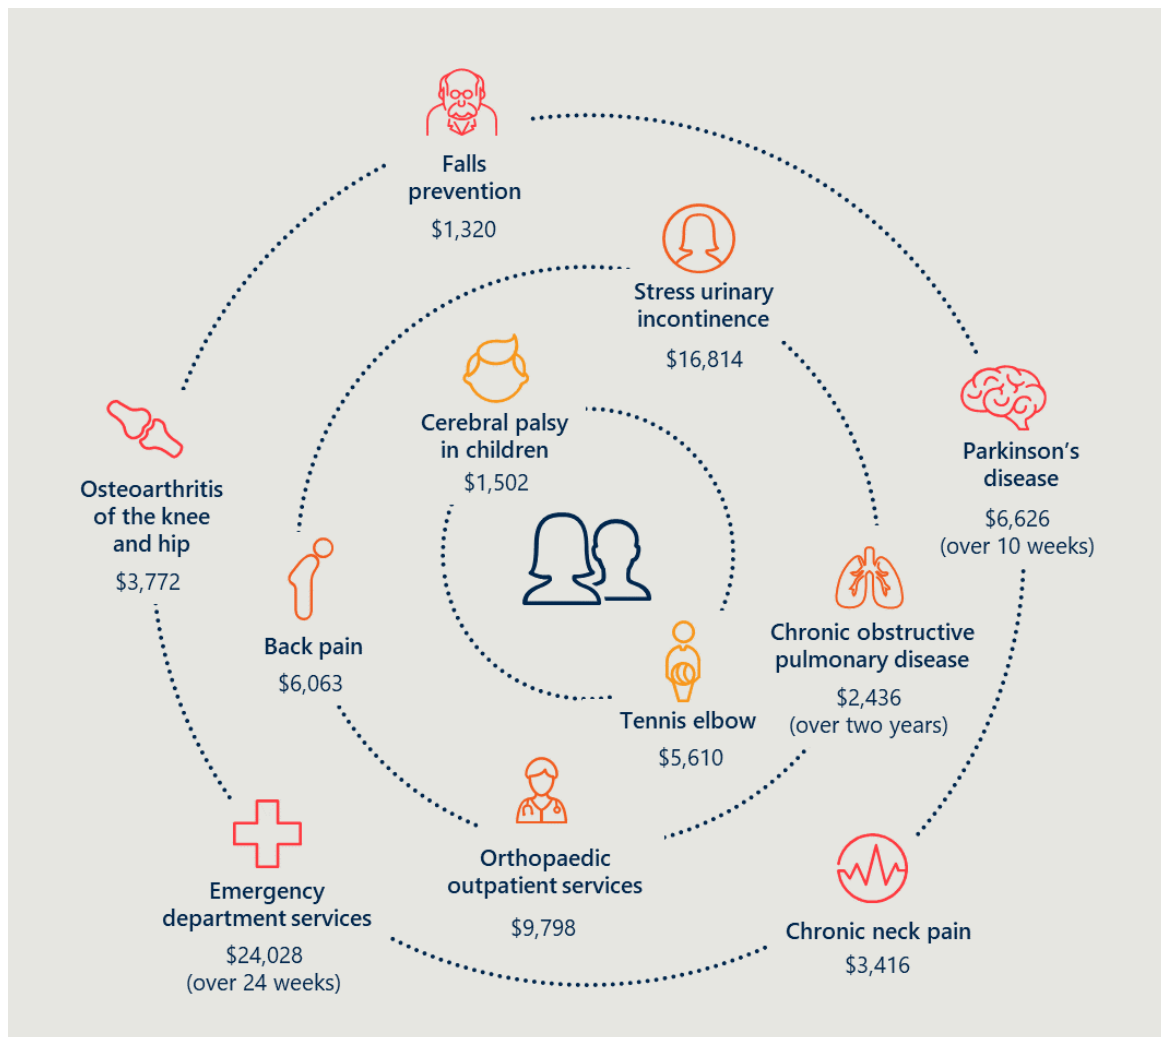 Falls
prevention
$1,320
Stress urinary
incontinence
$16,814
Cerebral palsy
in children
$1,502
Parkinson’s
disease
$6,626
(over 10 weeks)
Osteoarthritis
of the knee
and hip
$3,772
Back pain
$6,063
Chronic obstructive
pulmonary disease
$2,436
(over two years)
Tennis elbow
$5,610
Orthopaedic
outpatient services
$9,798
Emergency
department services
$24,028
(over 24 weeks)
Chronic neck pain
$3,416